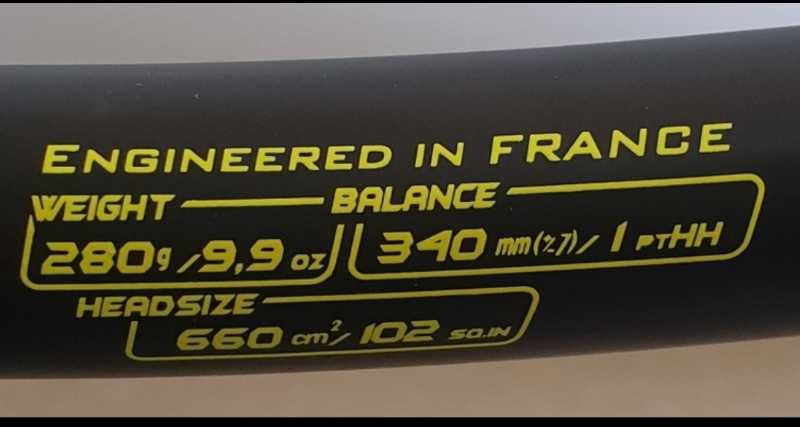 ENGINEERED IN FRANCE
WEIGHT BALANCE
280g/9,9 oz 340 mm(±7)/ 1 PTHH
HEADSIZE
660 cm²/102 SQ.IN